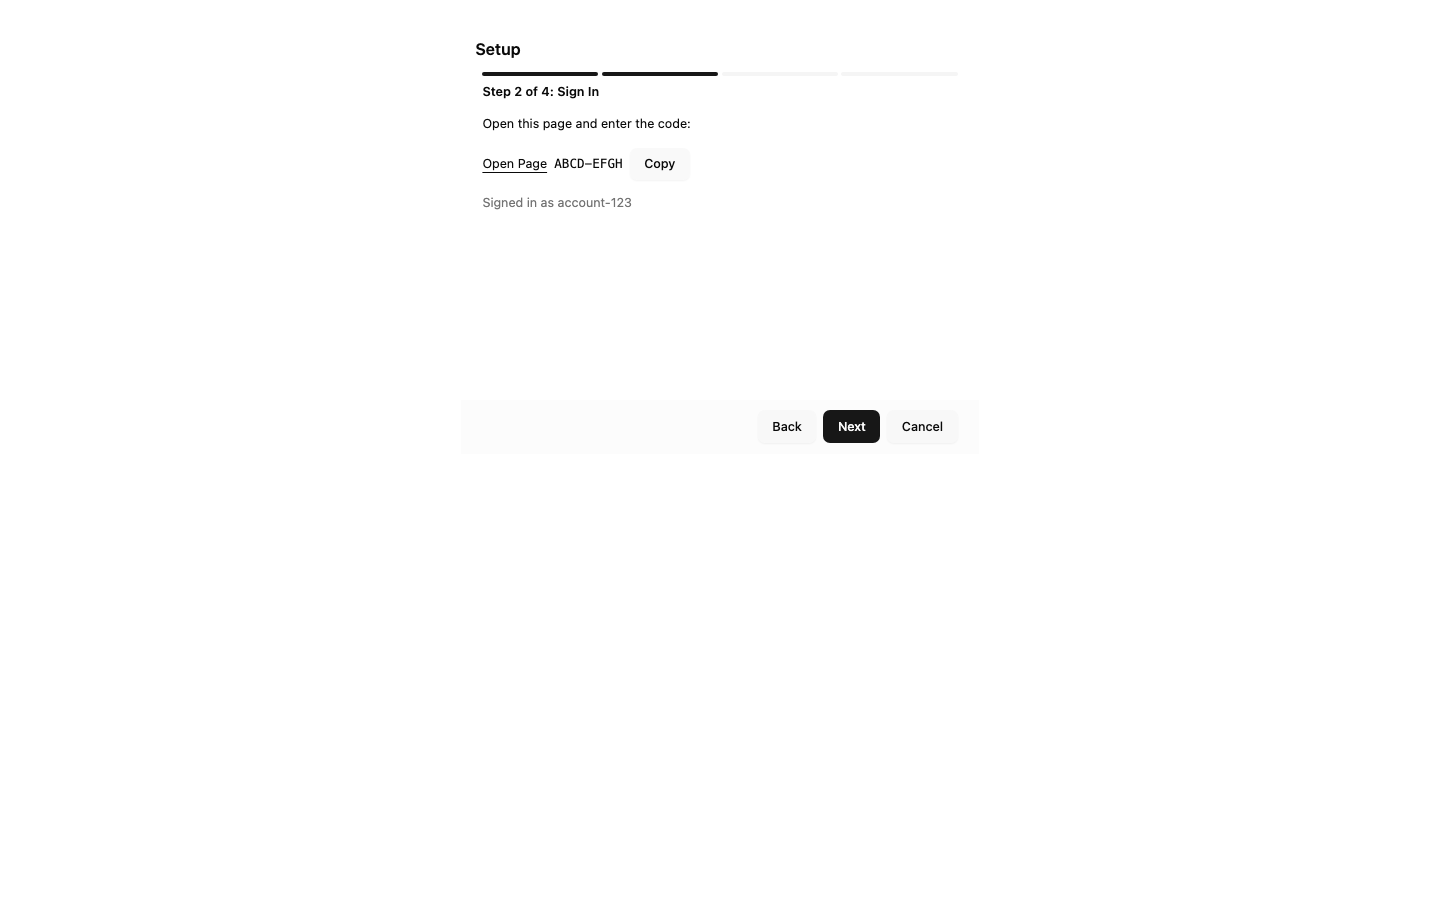 Setup
Step 2 of 4: Sign In
Open this page and enter the code:
Open Page ABCD-EFGH Copy
Signed in as account-123
Back Next Cancel